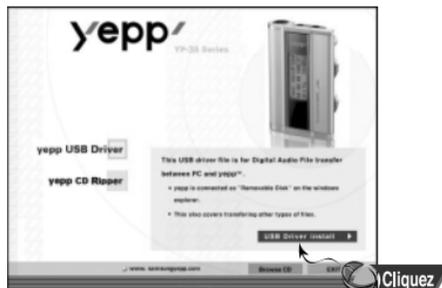 yepp
YP-35 Series
yepp USB Driver
yepp CD Ripper
This USB driver file is for Digital Audio File transfer
between PC and yepp™.
• yepp is connected as "Removable Disk" on the windows
explorer.
• This also covers transfering other types of files.
USB Driver install
www. samsungyepp.com
Browse CD
EXIT
Cliquez